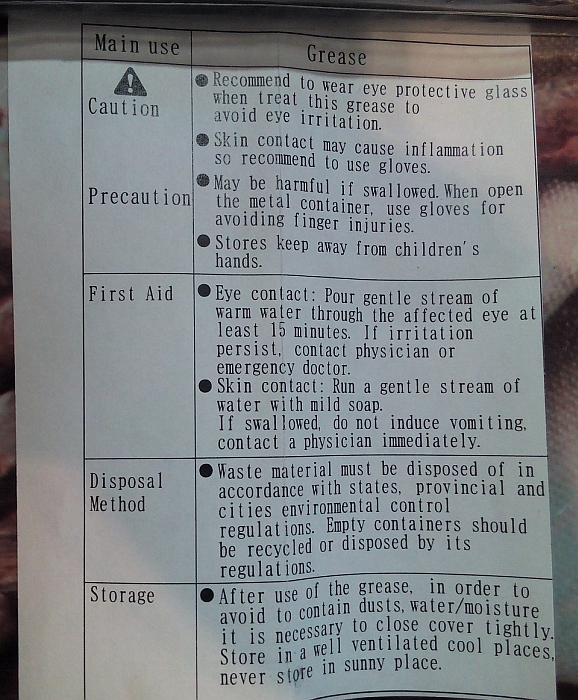 Main use Grease
Caution
Precaution
● Recommend to wear eye protective glass
when treat this grease to
avoid eye irritation.
● Skin contact may cause inflammation
so recommend to use gloves.
● May be harmful if swallowed. When open
the metal container, use gloves for
avoiding finger injuries.
● Stores keep away from children's
hands.
First Aid
● Eye contact: Pour gentle stream of
warm water through the affected eye at
least 15 minutes. If irritation
persist, contact physician or
emergency doctor.
● Skin contact: Run a gentle stream of
water with mild soap.
If swallowed, do not induce vomiting,
contact a physician immediately.
Disposal
Method
● Waste material must be disposed of in
accordance with states, provincial and
cities environmental control
regulations. Empty containers should
be recycled or disposed by its
regulations.
Storage
● After use of the grease, in order to
avoid to contain dusts, water/moisture
it is necessary to close cover tightly.
Store in a well ventilated cool places,
never store in sunny place.